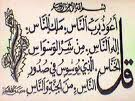 بسم الله الرحمن الرحيم
قل
أعوذ برب الناس ملك الناس
إله الناس من شر الوسواس
الخناس الذي يوسوس في صدور
الناس من الجنة والناس